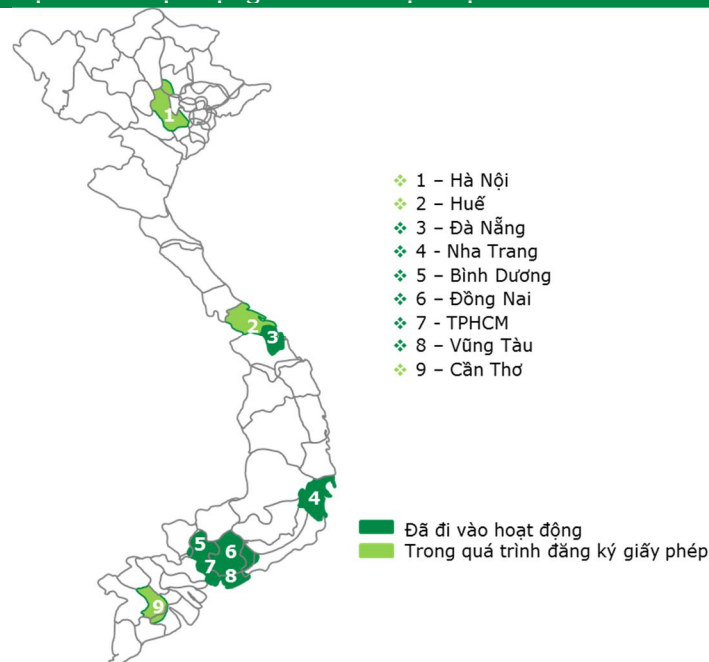 1
2
3
4
5
6
7
8
9
1 – Hà Nội
2 – Huế
3 – Đà Nẵng
4 - Nha Trang
5 – Bình Dương
6 – Đồng Nai
7 - TPHCM
8 – Vũng Tàu
9 – Cần Thơ
Đã đi vào hoạt động
Trong quá trình đăng ký giấy phép